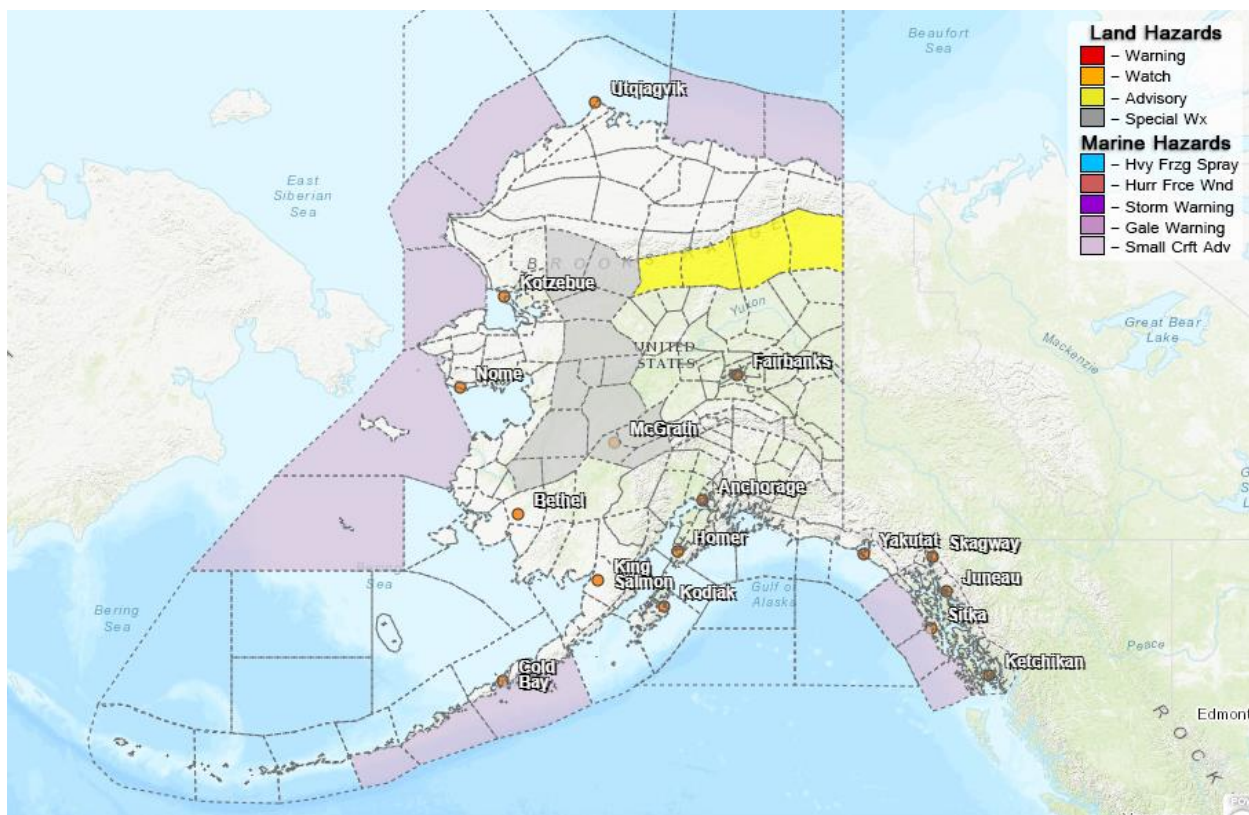 Beaufort
Sea
Land Hazards
– Warning
– Watch
– Advisory
– Special Wx
Marine Hazards
– Hvy Frzg Spray
– Hurr Frce Wnd
– Storm Warning
– Gale Warning
– Small Crft Adv
Utqiagvik
East
Siberian
Sea
BROOKS
Kotzebue
Yukon
Great Bear
Lake
Mackenzie
UNITED
STATES
Fairbanks
Nome
McGrath
Anchorage
Bethel
Homer
Yakutat
Skagway
King
Salmon
Sea
Juneau
Kodiak
Gulf of
Alaska
Bering
Sea
Sitka
Peace
Cold
Bay
Ketchikan
ROCK
Edmont